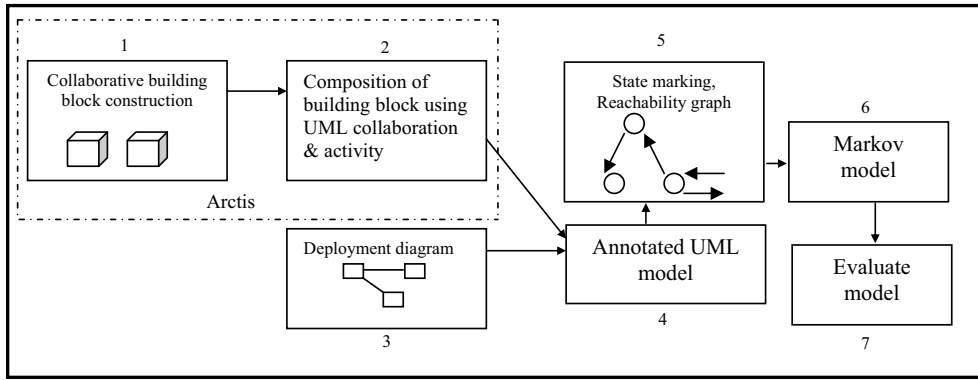 1
Collaborative building
block construction
2
Composition of
building block using
UML collaboration
& activity
Arctis
Deployment diagram
3
Annotated UML
model
4
5
State marking,
Reachability graph
6
Markov
model
Evaluate
model
7